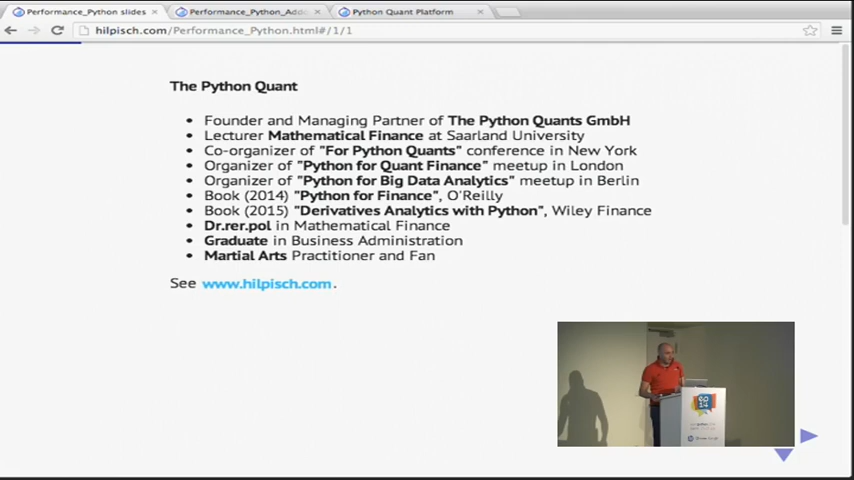 Performance_Python slides
Performance_Python_Adde
Python Quant Platform
hilpisch.com/Performance_Python.html#/1/1
The Python Quant
• Founder and Managing Partner of The Python Quants GmbH
• Lecturer Mathematical Finance at Saarland University
• Co-organizer of "For Python Quants" conference in New York
• Organizer of "Python for Quant Finance" meetup in London
• Organizer of "Python for Big Data Analytics" meetup in Berlin
• Book (2014) "Python for Finance", O'Reilly
• Book (2015) "Derivatives Analytics with Python", Wiley Finance
• Dr.rer.pol in Mathematical Finance
• Graduate in Business Administration
• Martial Arts Practitioner and Fan
See www.hilpisch.com.
ep
14